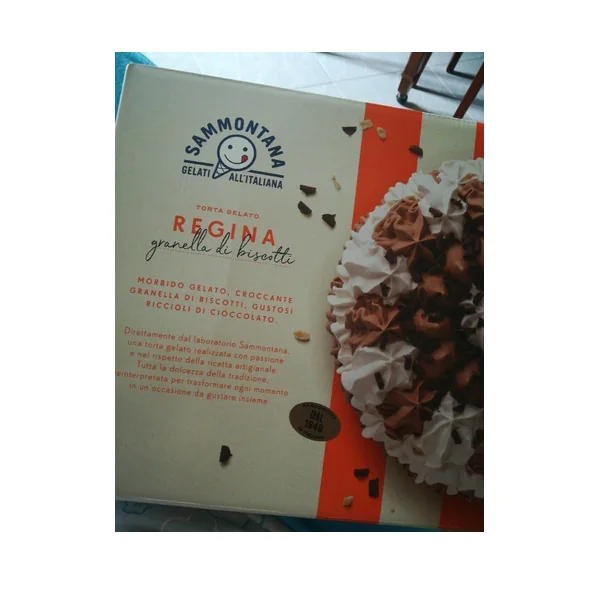 SAMMONTANA
GELATI ALL'ITALIANA
TORTA GELATO
REGINA
granella di biscotti
MORBIDO GELATO, CROCCANTE
GRANELLA DI BISCOTTI, GUSTOSI
RICCIOLI DI CIOCCOLATO.
Direttamente dal laboratorio Sammontana,
una torta gelato realizzata con passione
e nel rispetto della ricetta artigianale.
Tutta la dolcezza della tradizione,
reinterpretata per trasformare ogni momento
in un'occasione da gustare insieme
DAL
1948